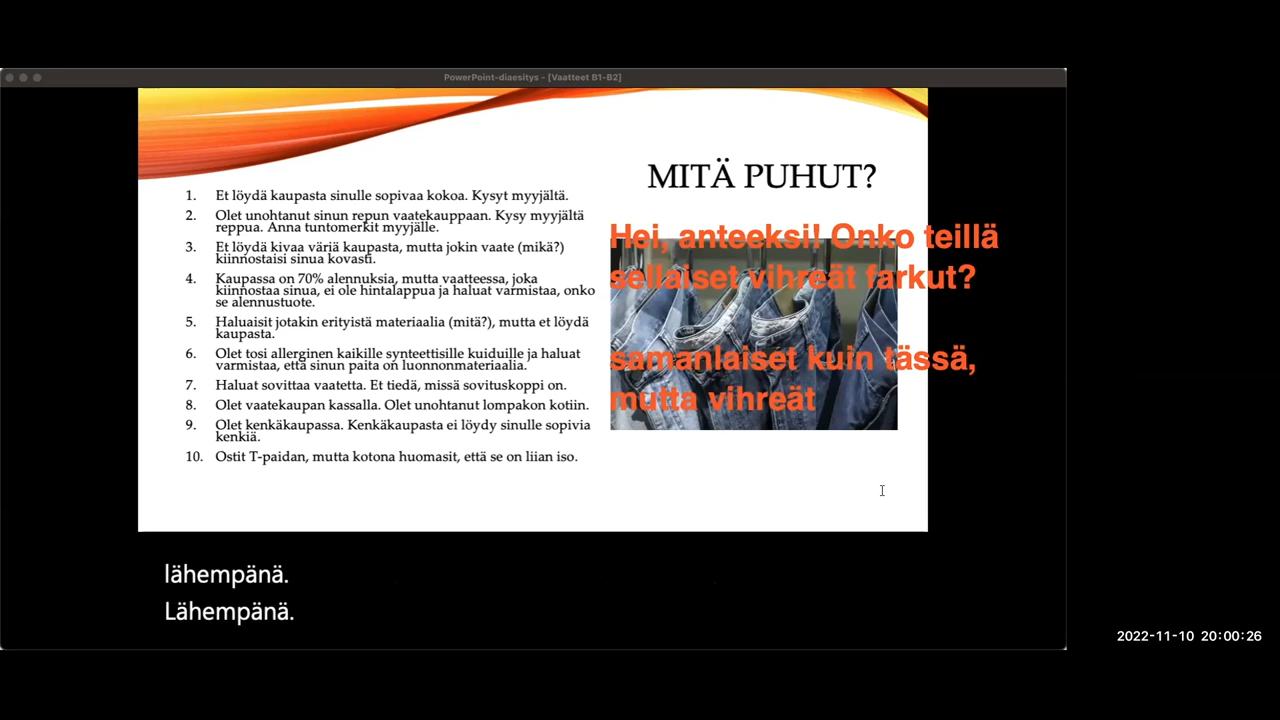 PowerPoint-diaesitys - [Vaatteet B1-B2]
MITÄ PUHUT?
1. Et löydä kaupasta sinulle sopivaa kokoa. Kysyt myyjältä.
2. Olet unohtanut sinun repun vaatekauppaan. Kysy myyjältä
reppua. Anna tuntomerkit myyjälle.
3. Et löydä kivaa väriä kaupasta, mutta jokin vaate (mikä?)
kiinnostaisi sinua kovasti.
4. Kaupassa on 70% alennuksia, mutta vaatteessa, joka
kiinnostaa sinua, ei ole hintalappua ja haluat varmistaa, onko
se alennustuote.
5. Haluaisit jotakin erityistä materiaalia (mitä?), mutta et löydä
kaupasta.
6. Olet tosi allerginen kaikille synteettisille kuiduille ja haluat
varmistaa, että sinun paita on luonnonmateriaalia.
7. Haluat sovittaa vaatetta. Et tiedä, missä sovituskoppi on.
8. Olet vaatekaupan kassalla. Olet unohtanut lompakon kotiin.
9. Olet kenkäkaupassa. Kenkäkaupasta ei löydy sinulle sopivia
kenkiä.
10. Ostit T-paidan, mutta kotona huomasit, että se on liian iso.
Hei, anteeksi! Onko teillä
sellaiset vihreät farkut?
samanlaiset kuin tässä,
mutta vihreät
lähempänä.
Lähempänä.
2022-11-10 20:00:26